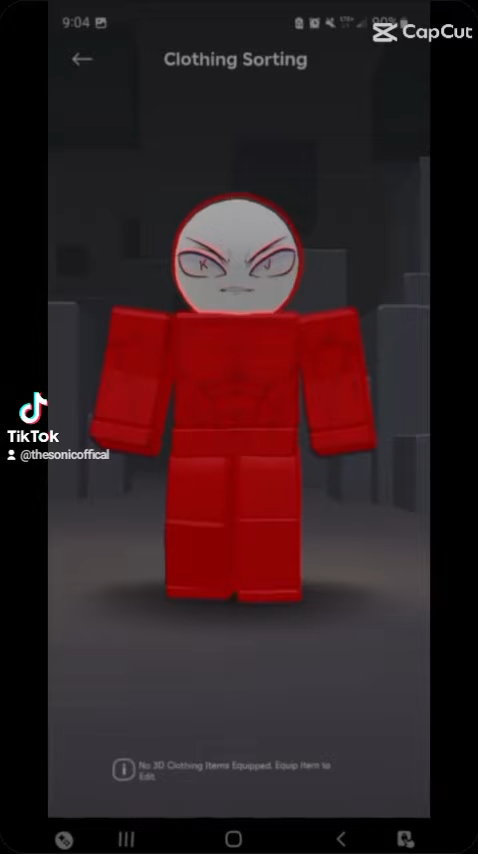 9:04
CapCut
Clothing Sorting
K J
TikTok
@thesonicoffical
No 3D Clothing Items Equipped. Equip Item to
Edit.